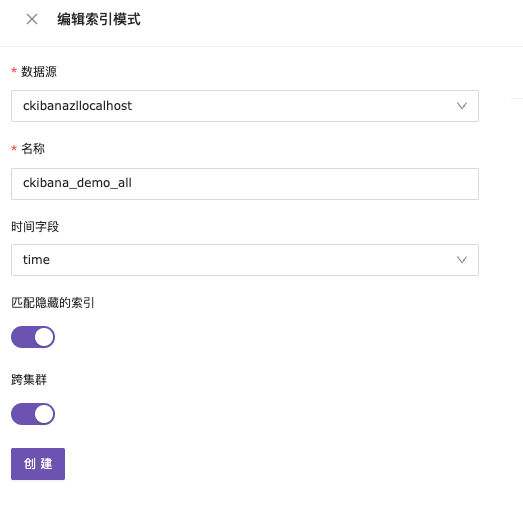 编辑索引模式
* 数据源
ckibanazllocalhost
* 名称
ckibana_demo_all
时间字段
time
匹配隐藏的索引
跨集群
创 建